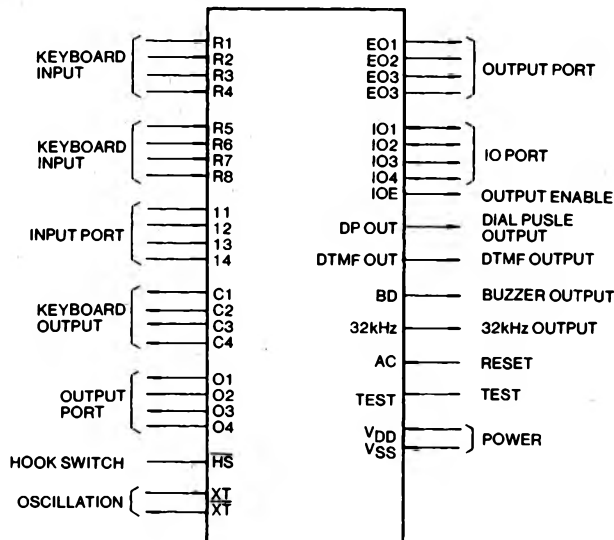 KEYBOARD INPUT
R1
R2
R3
R4
KEYBOARD INPUT
R5
R6
R7
R8
INPUT PORT
11
12
13
14
KEYBOARD OUTPUT
C1
C2
C3
C4
OUTPUT PORT
O1
O2
O3
O4
HOOK SWITCH
HS
OSCILLATION
XT
XT
EO1
EO2
EO3
EO3
OUTPUT PORT
IO1
IO2
IO3
IO4
IO PORT
IOE
OUTPUT ENABLE
DP OUT
DIAL PUSLE
OUTPUT
DTMF OUT
DTMF OUTPUT
BD
BUZZER OUTPUT
32kHz
32kHz OUTPUT
AC
RESET
TEST
TEST
VDD
VSS
POWER